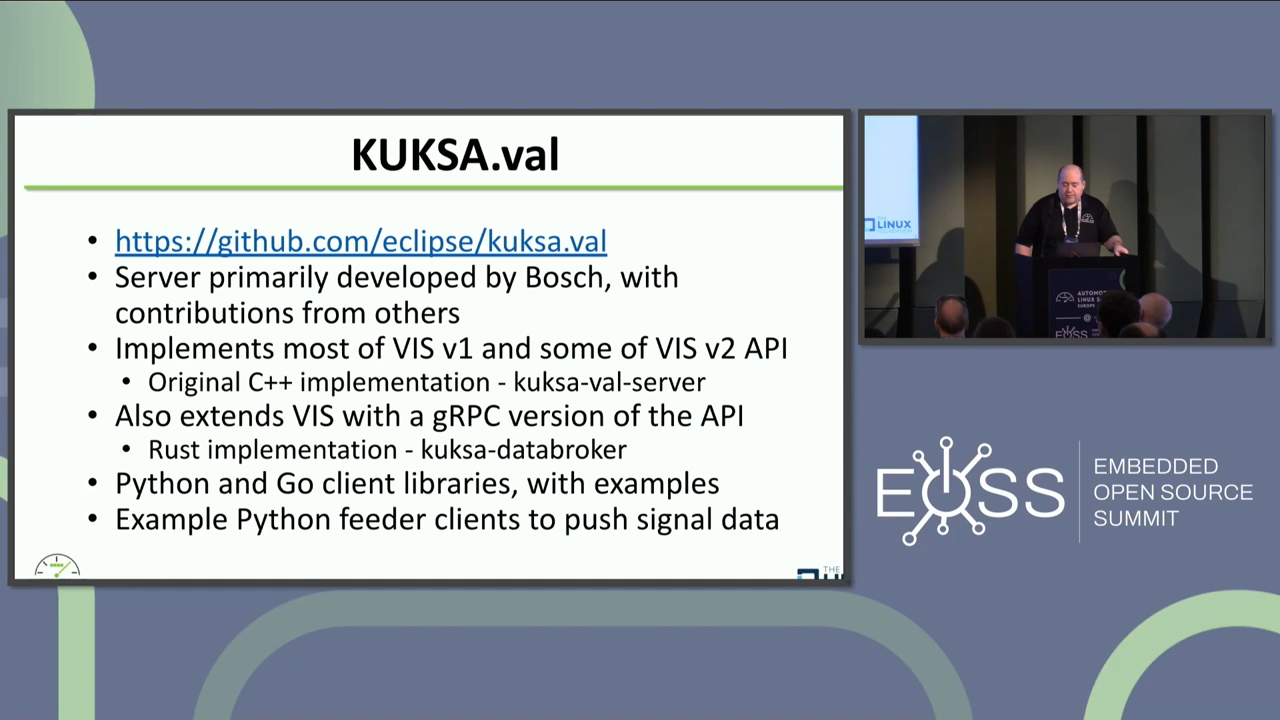 KUKSA.val
• https://github.com/eclipse/kuksa.val
• Server primarily developed by Bosch, with
contributions from others
• Implements most of VIS v1 and some of VIS v2 API
• Original C++ implementation - kuksa-val-server
• Also extends VIS with a gRPC version of the API
• Rust implementation - kuksa-databroker
• Python and Go client libraries, with examples
• Example Python feeder clients to push signal data
THE
LINUX
EOSS
EMBEDDED
OPEN SOURCE
SUMMIT